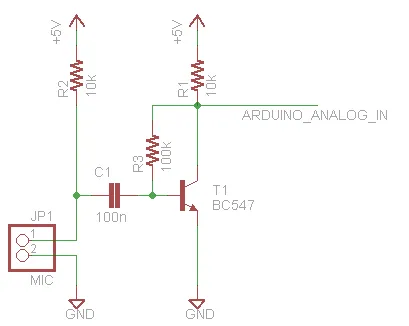 +5V
+5V
R2
10k
R1
10k
ARDUINO_ANALOG_IN
R3
100k
C1
100n
T1
BC547
JP1
1
2
MIC
GND
GND